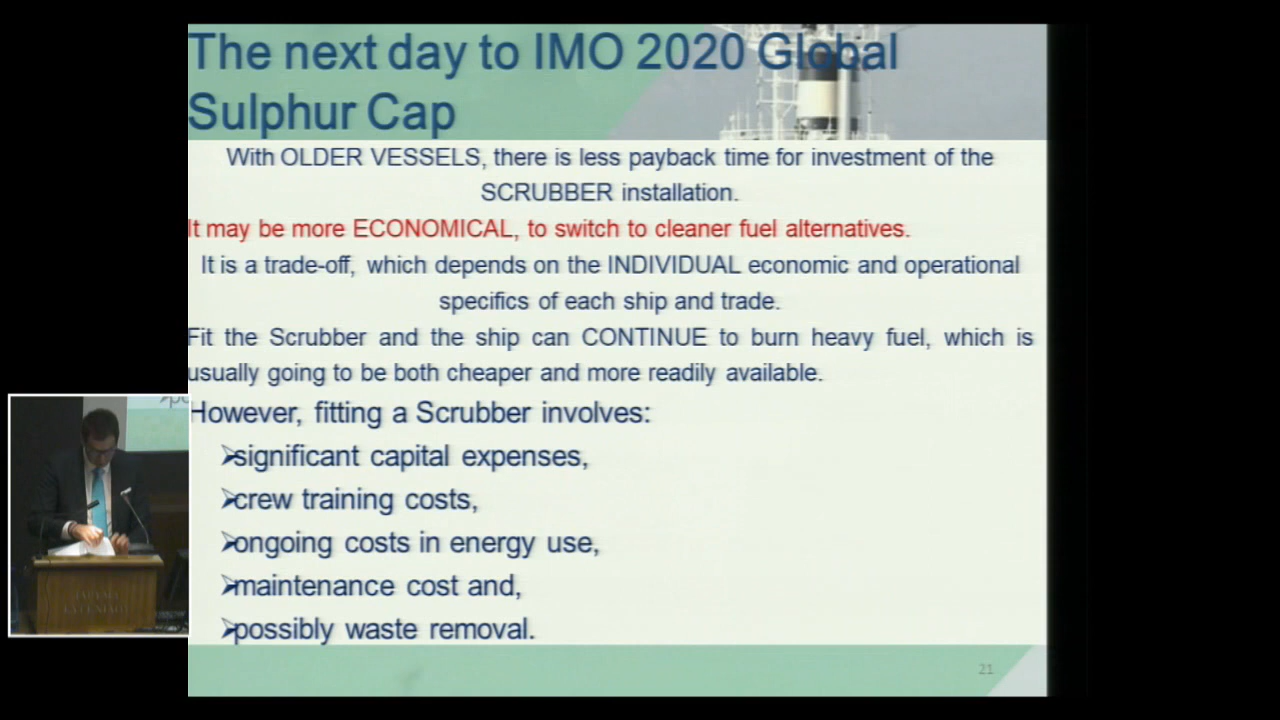 The next day to IMO 2020 Global
Sulphur Cap
With OLDER VESSELS, there is less payback time for investment of the
SCRUBBER installation.
It may be more ECONOMICAL, to switch to cleaner fuel alternatives.
It is a trade-off, which depends on the INDIVIDUAL economic and operational
specifics of each ship and trade.
Fit the Scrubber and the ship can CONTINUE to burn heavy fuel, which is
usually going to be both cheaper and more readily available.
However, fitting a Scrubber involves:
➢significant capital expenses,
➢crew training costs,
➢ongoing costs in energy use,
➢maintenance cost and,
➢possibly waste removal.
21